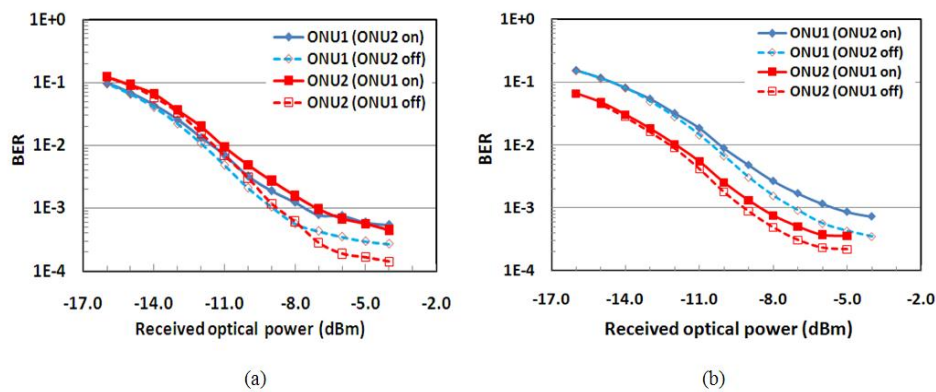 1E+0
1E-1
1E-2
1E-3
1E-4
BER
ONU1 (ONU2 on)
ONU1 (ONU2 off)
ONU2 (ONU1 on)
ONU2 (ONU1 off)
-17.0 -14.0 -11.0 -8.0 -5.0 -2.0
Received optical power (dBm)
(a)
1E+0
1E-1
1E-2
1E-3
1E-4
BER
ONU1 (ONU2 on)
ONU1 (ONU2 off)
ONU2 (ONU1 on)
ONU2 (ONU1 off)
-17.0 -14.0 -11.0 -8.0 -5.0 -2.0
Received optical power (dBm)
(b)